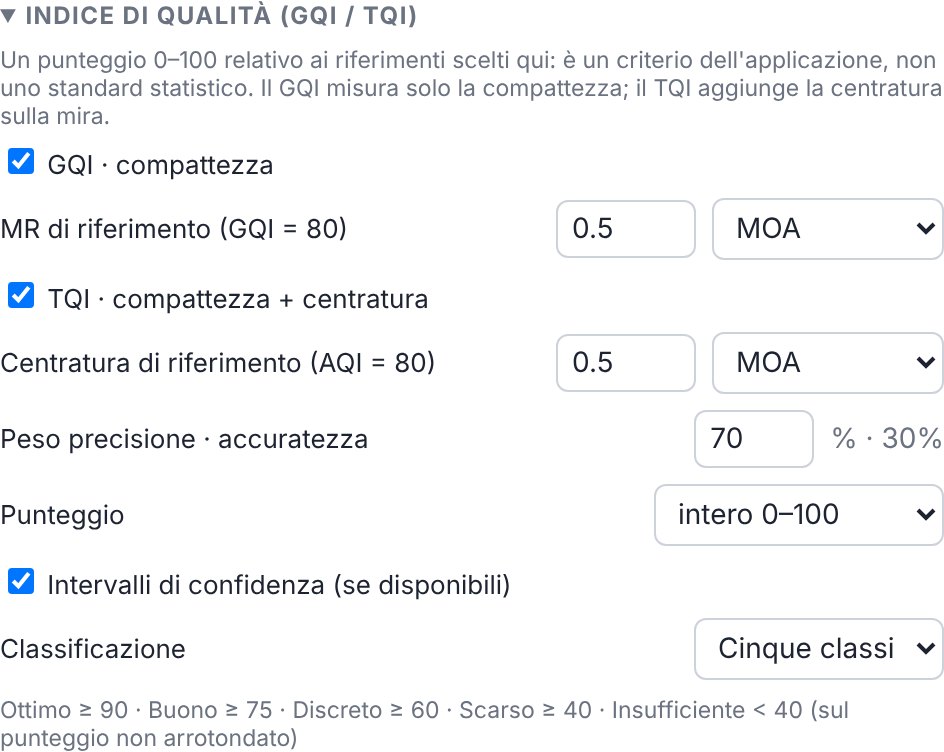 ▼ INDICE DI QUALITÀ (GQI / TQI)
Un punteggio 0–100 relativo ai riferimenti scelti qui: è un criterio dell'applicazione, non
uno standard statistico. Il GQI misura solo la compattezza; il TQI aggiunge la centratura
sulla mira.
GQI · compattezza
MR di riferimento (GQI = 80) 0.5 MOA
TQI · compattezza + centratura
Centratura di riferimento (AQI = 80) 0.5 MOA
Peso precisione · accuratezza 70 % · 30%
Punteggio intero 0–100
Intervalli di confidenza (se disponibili)
Classificazione Cinque classi
Ottimo ≥ 90 · Buono ≥ 75 · Discreto ≥ 60 · Scarso ≥ 40 · Insufficiente < 40 (sul
punteggio non arrotondato)